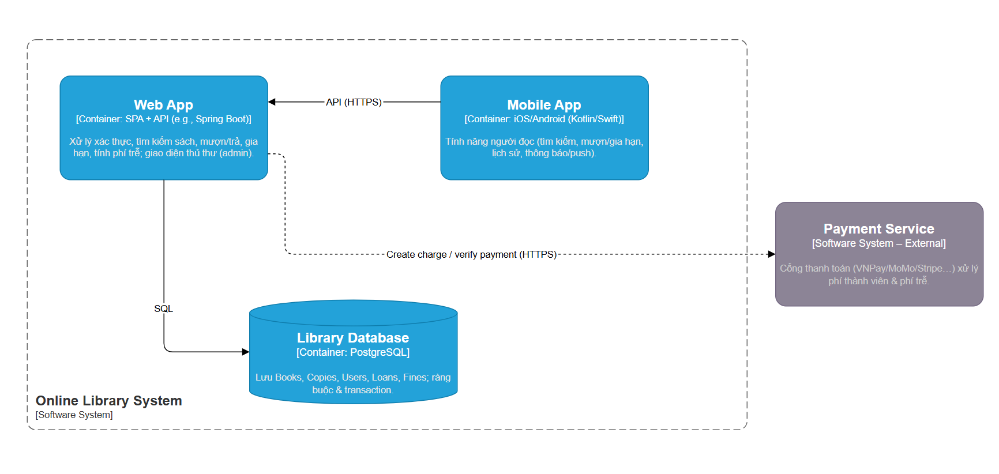 Web App
[Container: SPA + API (e.g., Spring Boot)]
Xử lý xác thực, tìm kiếm sách, mượn/trả, gia
hạn, tính phí trễ; giao diện thủ thư (admin).
API (HTTPS)
Mobile App
[Container: iOS/Android (Kotlin/Swift)]
Tính năng người đọc (tìm kiếm, mượn/gia hạn,
lịch sử, thông báo/push).
Payment Service
[Software System – External]
Cổng thanh toán (VNPay/MoMo/Stripe…) xử lý
phí thành viên & phí trễ.
Create charge / verify payment (HTTPS)
SQL
Library Database
[Container: PostgreSQL]
Lưu Books, Copies, Users, Loans, Fines; ràng
buộc & transaction.
Online Library System
[Software System]